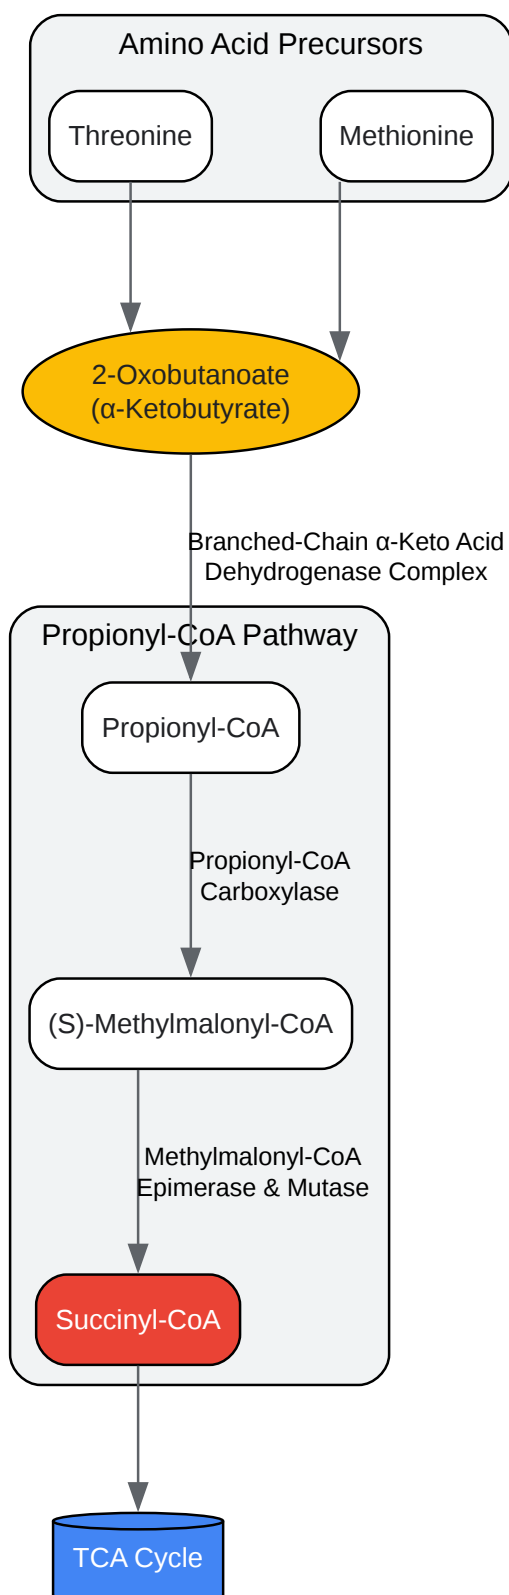 Amino Acid Precursors
Threonine
Methionine
2-Oxobutanoate
(α-Ketobutyrate)
Branched-Chain α-Keto Acid
Dehydrogenase Complex
Propionyl-CoA Pathway
Propionyl-CoA
Propionyl-CoA
Carboxylase
(S)-Methylmalonyl-CoA
Methylmalonyl-CoA
Epimerase & Mutase
Succinyl-CoA
TCA Cycle